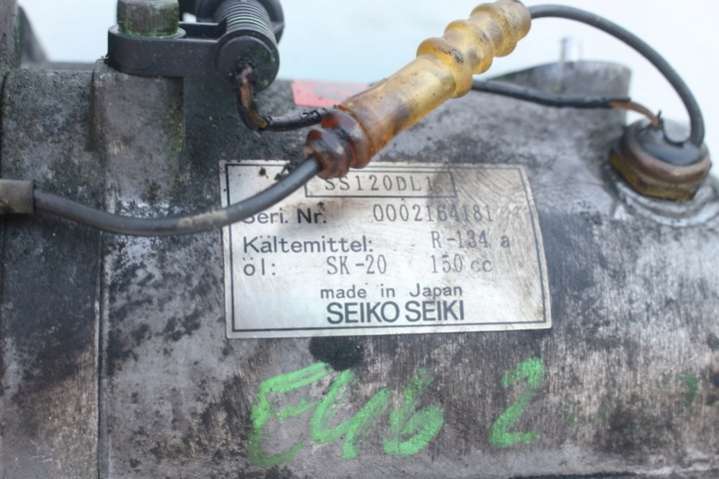 SS120DL1
Seri. Nr. 0002164181
Kältemittel: R-134 a
öl: SK-20 150 cc
made in Japan
SEIKO SEIKI
E46 2